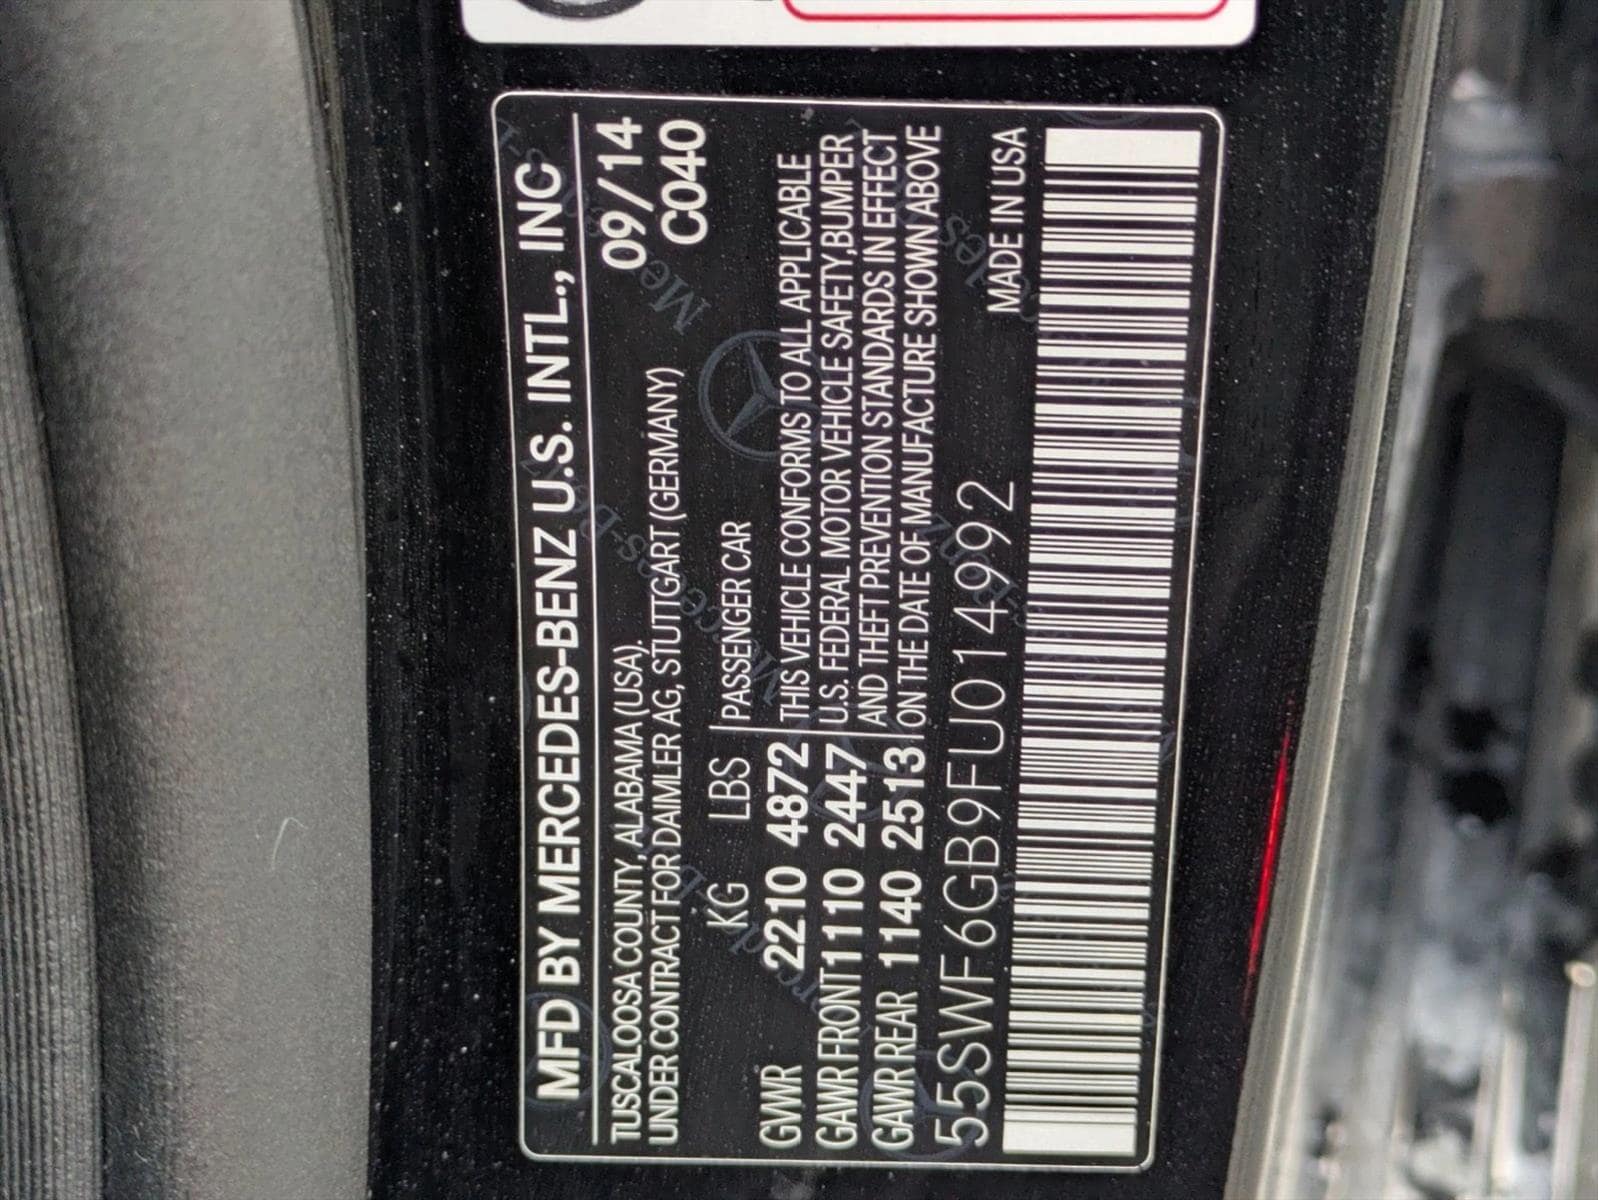 MFD BY MERCEDES-BENZ U.S. INTL., INC
TUSCALOOSA COUNTY, ALABAMA (USA). 09/14
UNDER CONTRACT FOR DAIMLER AG, STUTTGART (GERMANY) C040
KG LBS PASSENGER CAR
GVWR 2210 4872 THIS VEHICLE CONFORMS TO ALL APPLICABLE
GAWR FRONT 1110 2447 U.S. FEDERAL MOTOR VEHICLE SAFETY,BUMPER
GAWR REAR 1140 2513 AND THEFT PREVENTION STANDARDS IN EFFECT
ON THE DATE OF MANUFACTURE SHOWN ABOVE
55SWF6GB9FU014992 MADE IN USA